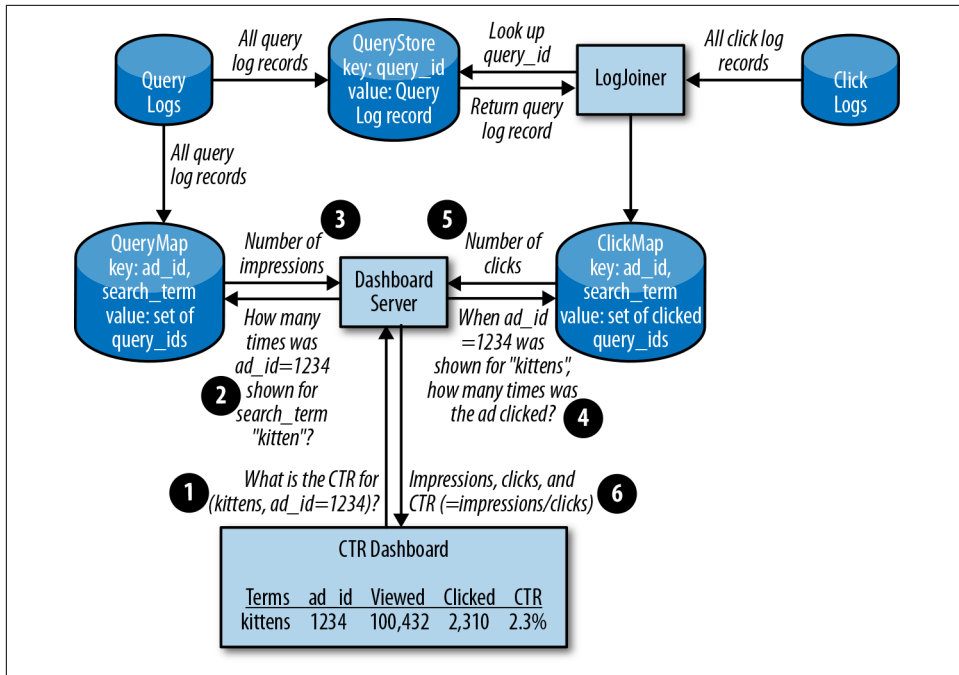 All query
log records
QueryStore
key: query_id
value: Query
Log record
Look up
query_id
Return query
log record
LogJoiner
All click log
records
Query
Logs
Click
Logs
All query
log records
3
5
QueryMap
key: ad_id,
search_term
value: set of
query_ids
Number of
impressions
Dashboard
Server
Number of
clicks
ClickMap
key: ad_id,
search_term
value: set of clicked
query_ids
How many
times was
ad_id=1234
shown for
search_term
"kitten"?
2
When ad_id
=1234 was
shown for "kittens",
how many times was
the ad clicked?
4
1
What is the CTR for
(kittens, ad_id=1234)?
Impressions, clicks, and
CTR (=impressions/clicks)
6
CTR Dashboard
Terms ad_id Viewed Clicked CTR
kittens 1234 100,432 2,310 2.3%